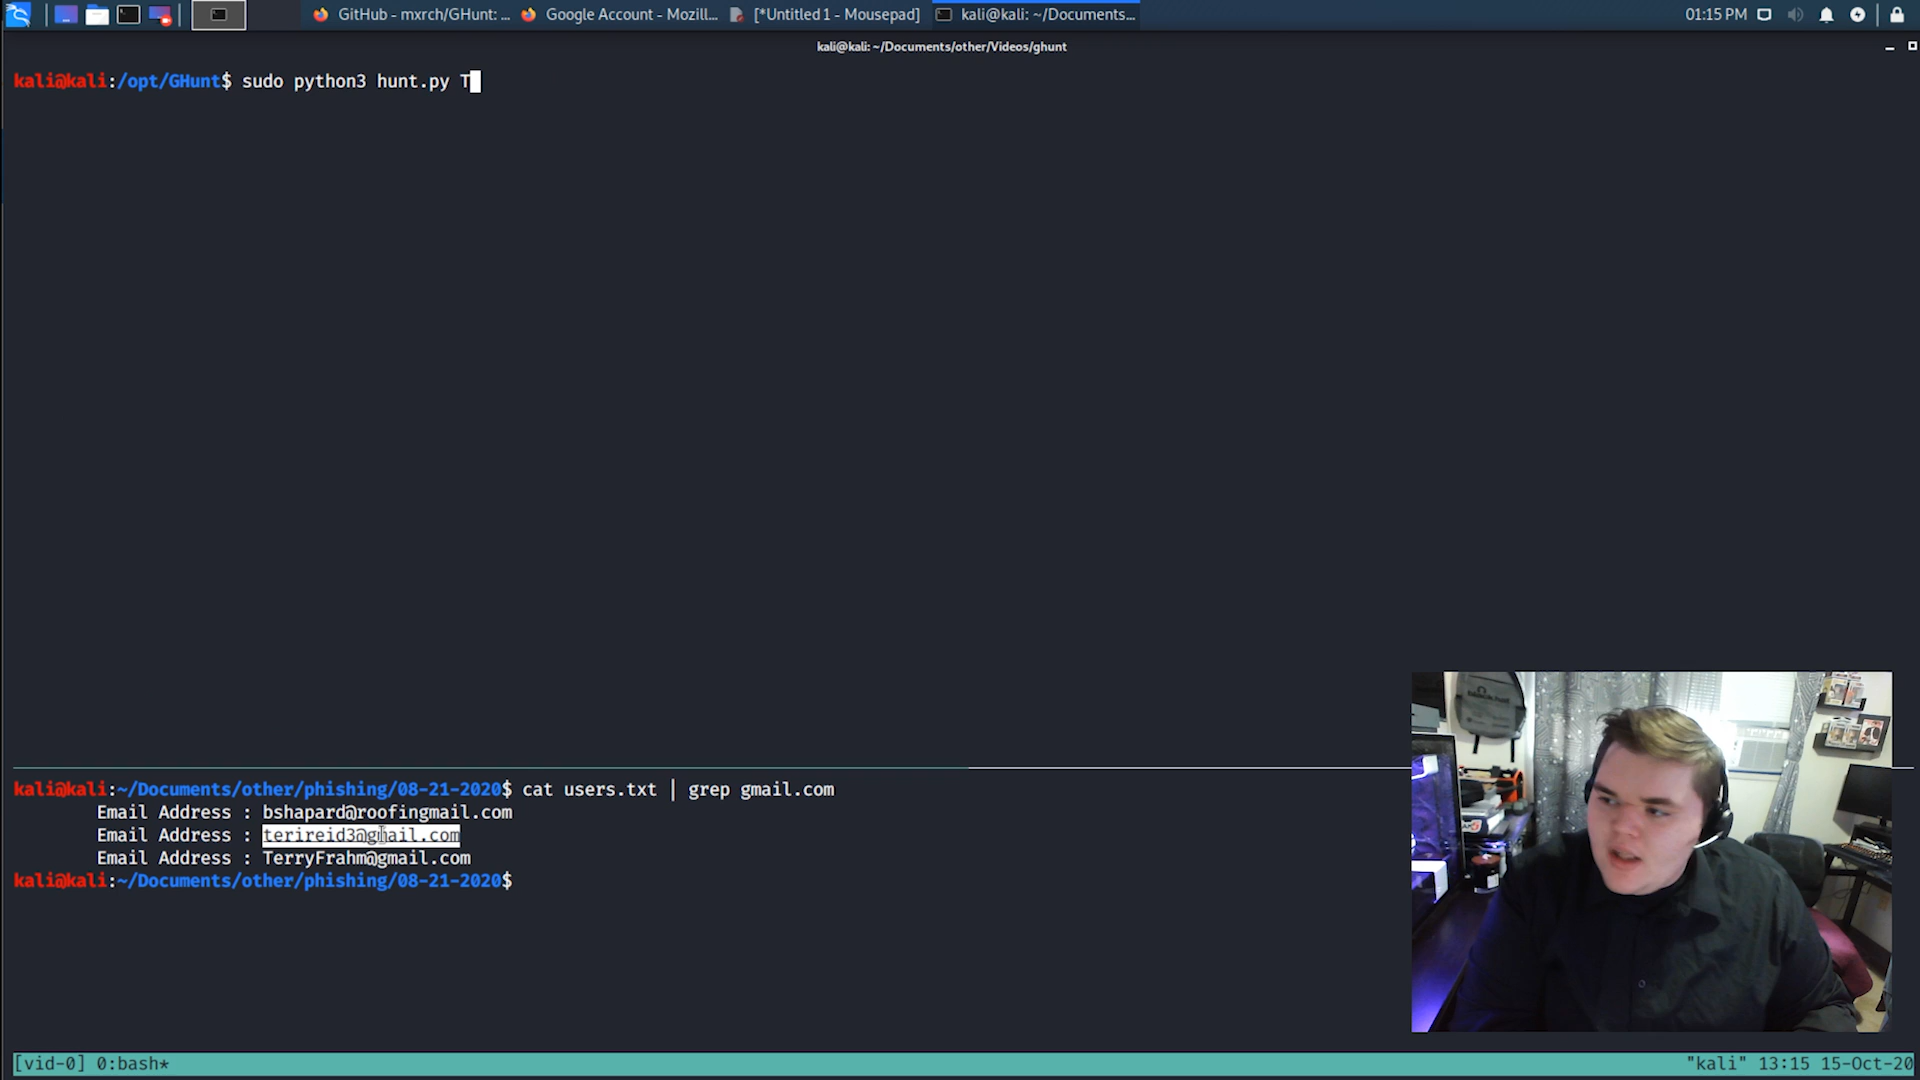 GitHub - mxrch/GHunt: ...
Google Account - Mozill...
[*Untitled 1 - Mousepad]
kali@kali: ~/Documents...
01:15 PM
kali@kali: ~/Documents/other/Videos/ghunt
kali@kali:/opt/GHunt$ sudo python3 hunt.py T
kali@kali:~/Documents/other/phishing/08-21-2020$ cat users.txt | grep gmail.com
Email Address : bshapard@roofingmail.com
Email Address : terireid3@gmail.com
Email Address : TerryFrahm@gmail.com
kali@kali:~/Documents/other/phishing/08-21-2020$
[vid-0] 0:bash*
"kali" 13:15 15-Oct-20